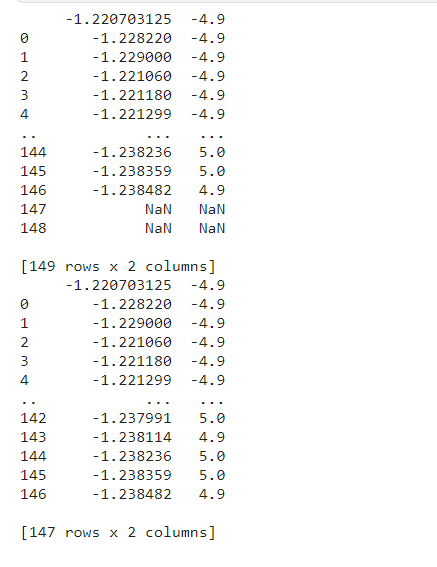 -1.220703125 -4.9
0 -1.228220 -4.9
1 -1.229000 -4.9
2 -1.221060 -4.9
3 -1.221180 -4.9
4 -1.221299 -4.9
.. ... ...
144 -1.238236 5.0
145 -1.238359 5.0
146 -1.238482 4.9
147 NaN NaN
148 NaN NaN
[149 rows x 2 columns]
-1.220703125 -4.9
0 -1.228220 -4.9
1 -1.229000 -4.9
2 -1.221060 -4.9
3 -1.221180 -4.9
4 -1.221299 -4.9
.. ... ...
142 -1.237991 5.0
143 -1.238114 4.9
144 -1.238236 5.0
145 -1.238359 5.0
146 -1.238482 4.9
[147 rows x 2 columns]